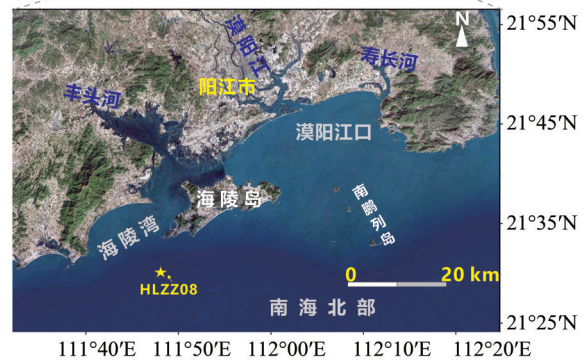 N
21°55′N
漠阳江
寿长河
阳江市
丰头河
21°45′N
漠阳江口
海陵岛
南鹏列岛
21°35′N
海陵湾
0 20 km
HLZZ08
南海北部
21°25′N
111°40′E 111°50′E 112°00′E 112°10′E 112°20′E